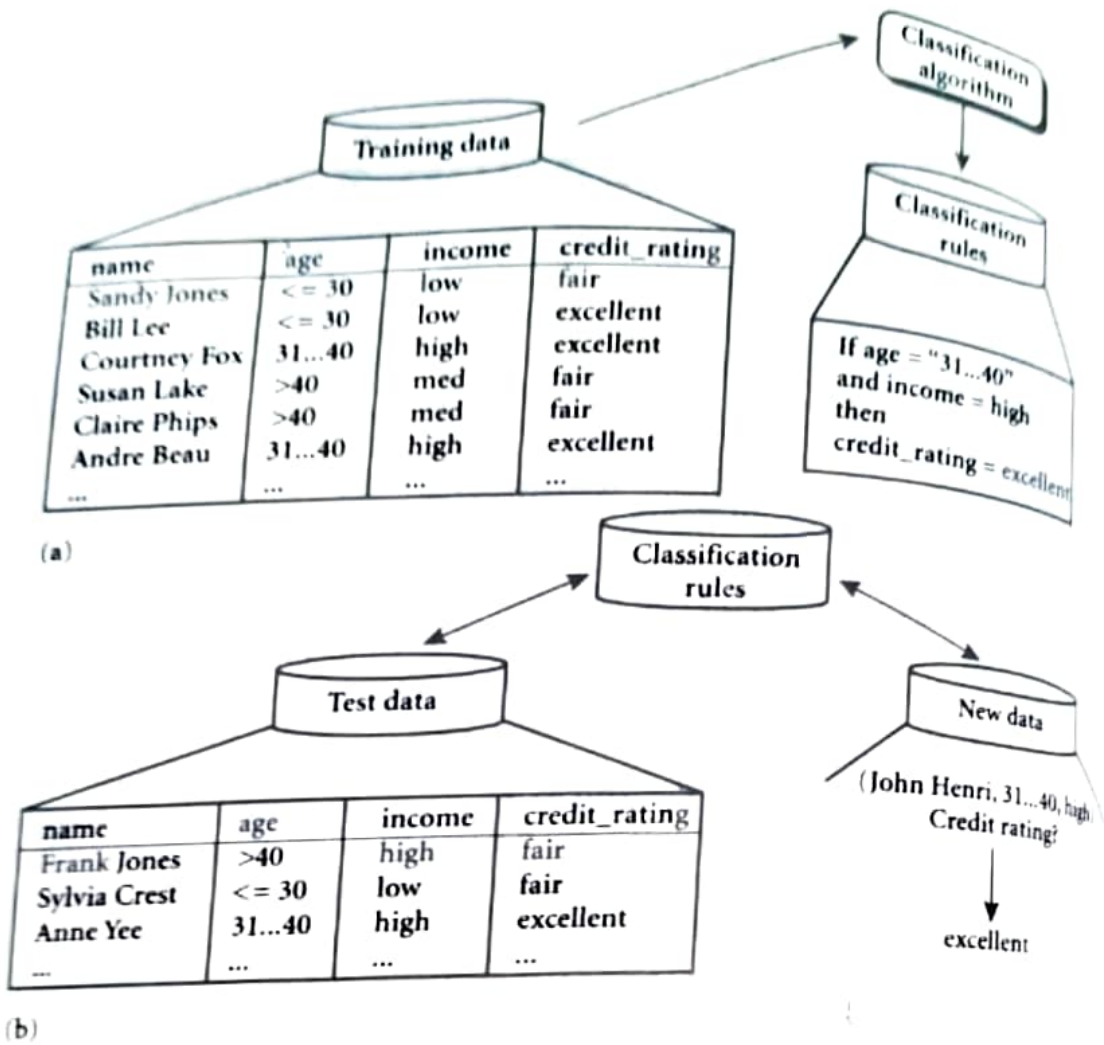 Classification
algorithm
Training data
Classification
rules
name age income credit_rating
Sandy Jones <= 30 low fair
Bill Lee <= 30 low excellent
Courtney Fox 31...40 high excellent
Susan Lake >40 med fair
Claire Phips >40 med fair
Andre Beau 31...40 high excellent
... ... ... ...
If age = "31...40"
and income = high
then
credit_rating = excellent
(a)
Classification
rules
Test data
New data
name age income credit_rating
Frank Jones >40 high fair
Sylvia Crest <= 30 low fair
Anne Yee 31...40 high excellent
... ... ... ...
(John Henri, 31...40, high
Credit rating?
excellent
(b)